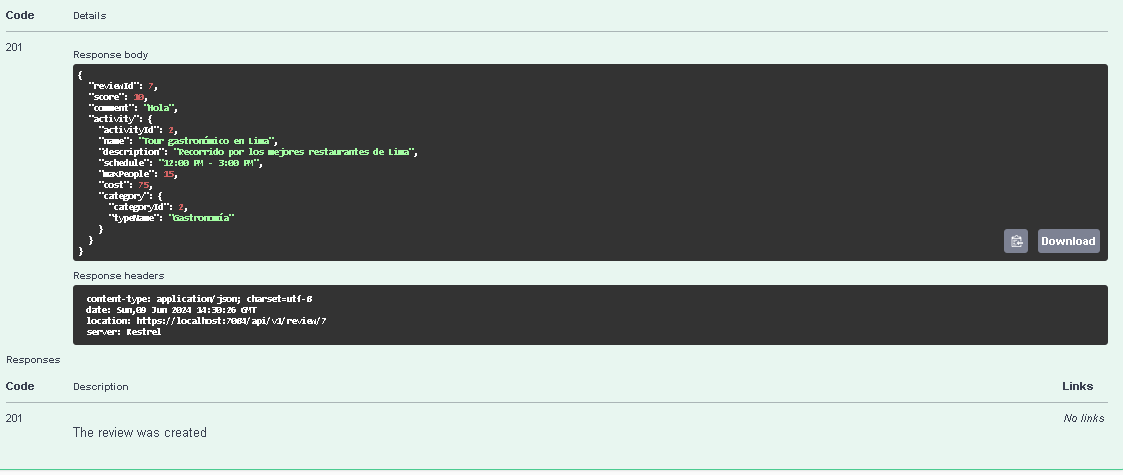 Code Details
201
Response body
{
"reviewId": 7,
"score": 10,
"comment": "Hola",
"activity": {
"activityId": 2,
"name": "Tour gastronómico en Lima",
"description": "Recorrido por los mejores restaurantes de Lima",
"schedule": "12:00 PM - 3:00 PM",
"maxPeople": 15,
"cost": 75,
"category": {
"categoryId": 2,
"typeName": "Gastronomía"
}
}
}
Download
Response headers
content-type: application/json; charset=utf-8
date: Sun,09 Jun 2024 14:30:26 GMT
location: https://localhost:7084/api/v1/review/7
server: Kestrel
Responses
Code Description Links
201 No links
The review was created